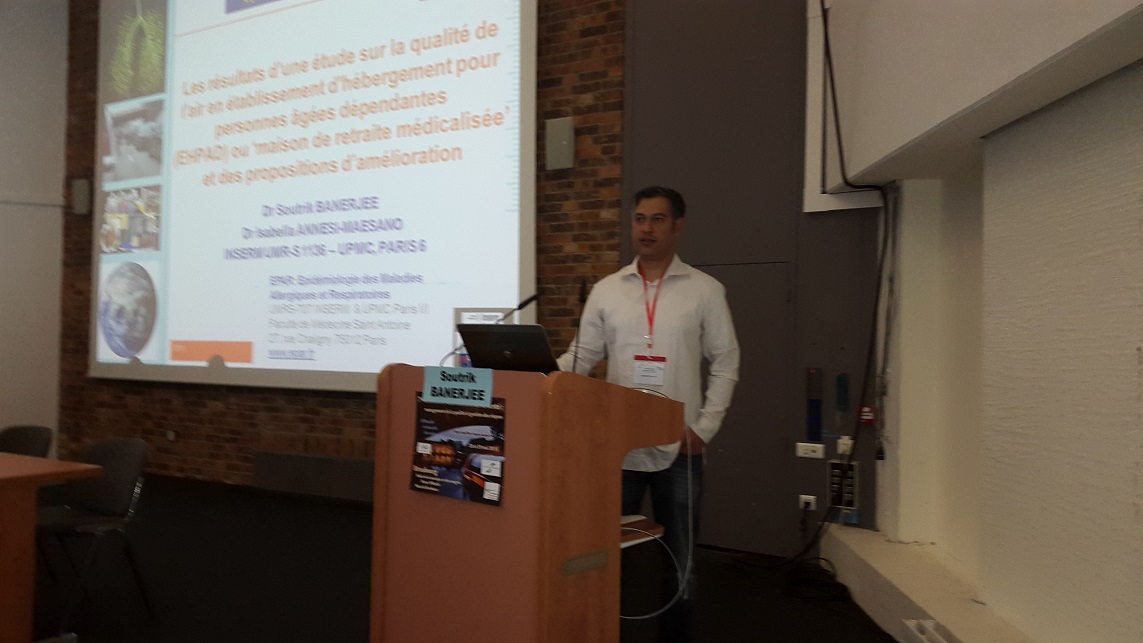 Les résultats d'une étude sur la qualité de
l'air en établissement d'hébergement pour
personnes âgées dépendantes
(EHPAD) ou 'maison de retraite médicalisée'
et des propositions d'amélioration
Dr Soutrik BANERJEE
Dr Isabella ANNESI-MAESANO
INSERM UMR-S 1136 – UPMC, PARIS 6
EPAR: Epidémiologie des Maladies
Allergiques et Respiratoires
INSERM & UPMC Paris VI
Faculté de Médecine Saint Antoine
27 rue Chaligny 75012 Paris
Soutrik
BANERJEE